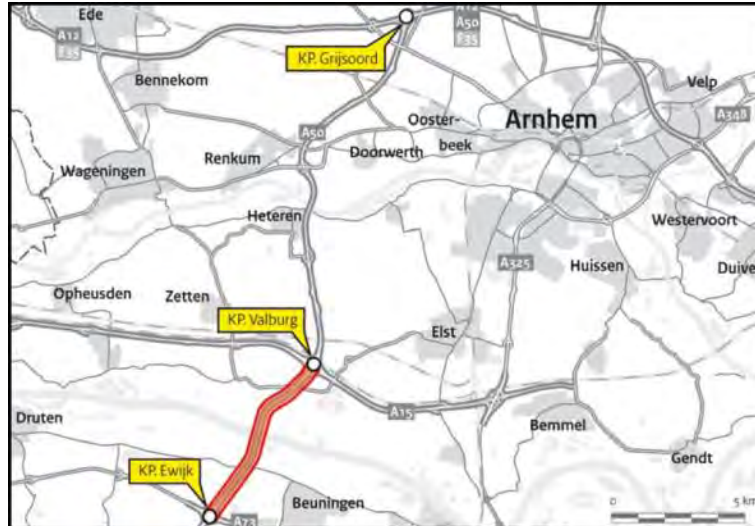 Ede
A12
E35
A12
A50
E35
KP. Grijsoord
Bennekom
Velp
A348
Ooster-
beek
Arnhem
A50
Renkum
Doorwerth
Wageningen
Heteren
Westervoort
A325
Huissen
Duive
Opheusden
Zetten
KP. Valburg
Elst
Druten
A15
Bemmel
Gendt
KP. Ewijk
Beuningen
A73
0
5 km